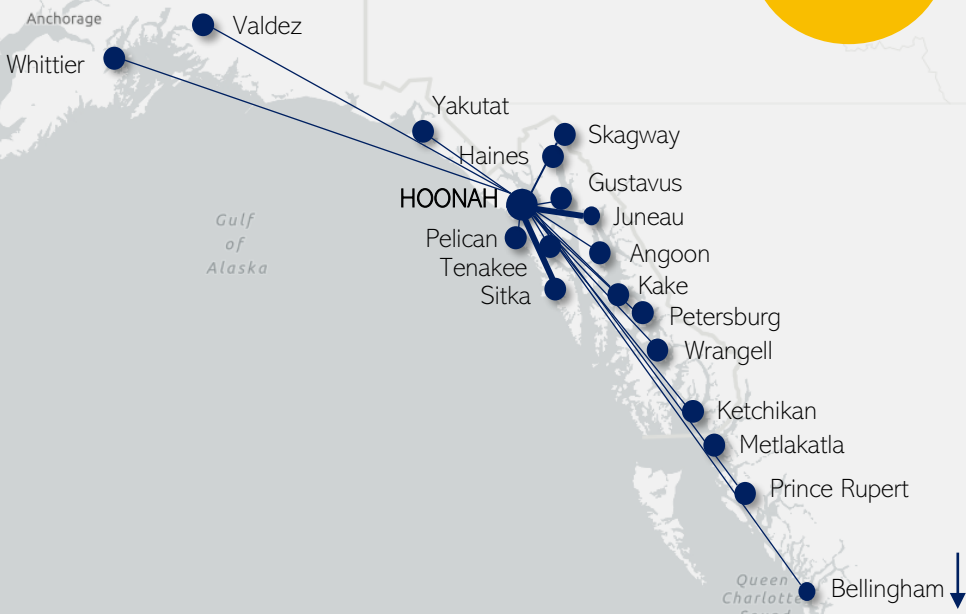 Anchorage
Valdez
Whittier
Yakutat
Skagway
Haines
Gustavus
HOONAH
Juneau
Gulf
of
Alaska
Pelican
Angoon
Tenakee
Kake
Sitka
Petersburg
Wrangell
Ketchikan
Metlakatla
Prince Rupert
Queen
Charlotte
Bellingham